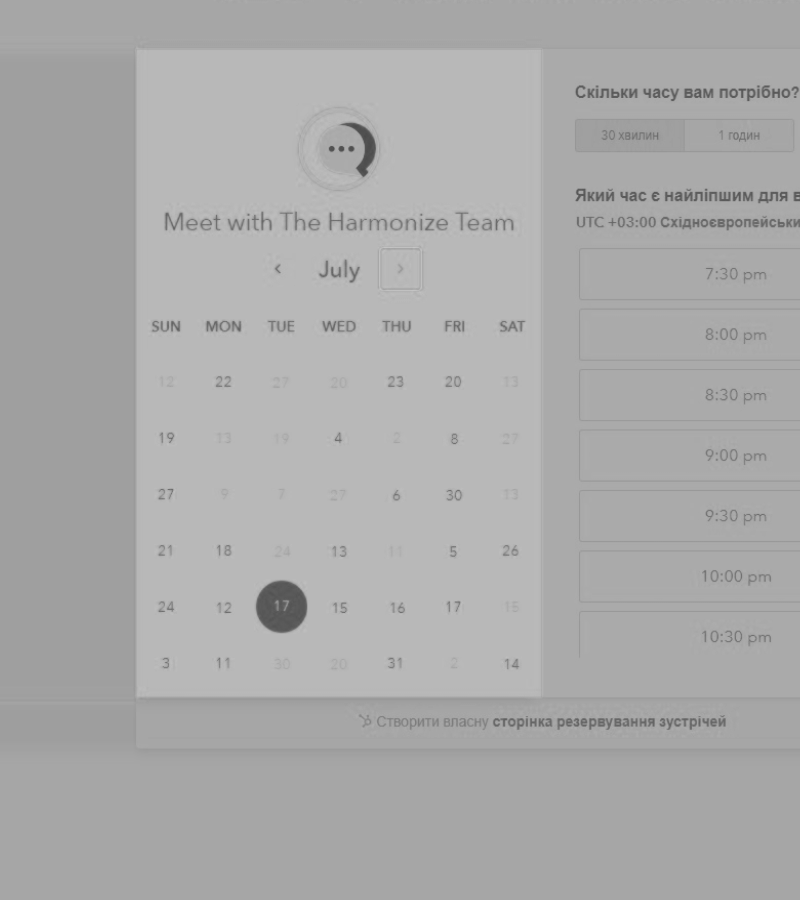 Meet with The Harmonize Team
July
SUN MON TUE WED THU FRI SAT
12 22 27 20 23 20 13
19 13 19 4 2 8 27
27 9 7 27 6 30 13
21 18 24 13 11 5 26
24 12 17 15 16 17 15
3 11 30 20 31 2 14
Скільки часу вам потрібно?
30 хвилин 1 годин
Який час є найліпшим для
UTC +03:00
7:30 pm
8:00 pm
8:30 pm
9:00 pm
9:30 pm
10:00 pm
10:30 pm
Створити власну сторінка резервування зустрічей